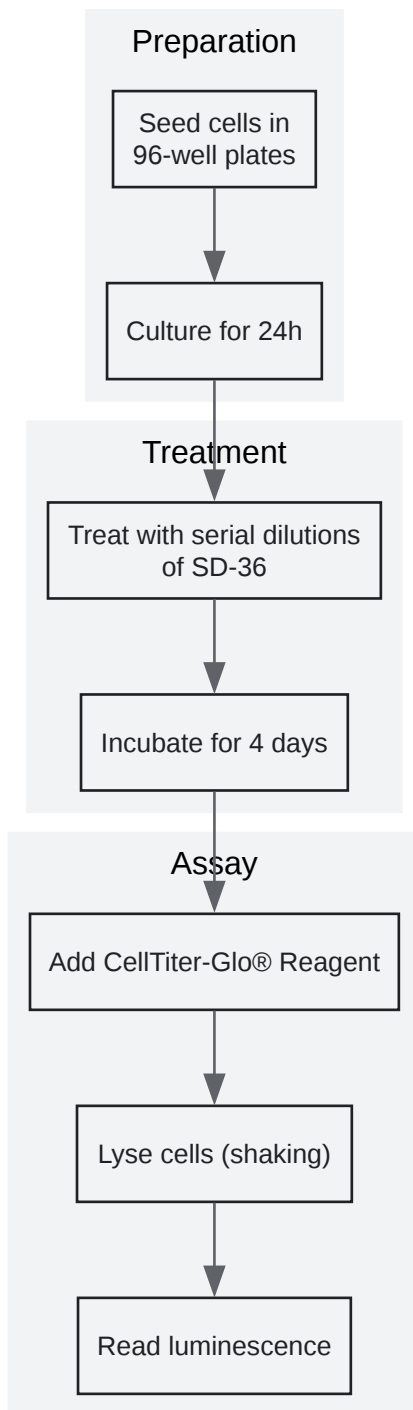 Preparation
Seed cells in
96-well plates
Culture for 24h
Treatment
Treat with serial dilutions
of SD-36
Incubate for 4 days
Assay
Add CellTiter-Glo® Reagent
Lyse cells (shaking)
Read luminescence